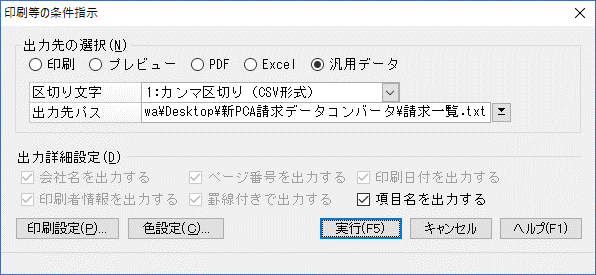 印刷等の条件指示
出力先の選択(N)
印刷 プレビュー PDF Excel 汎用データ
区切り文字 1:カンマ区切り (CSV形式)
出力先パス wa¥Desktop¥新PCA請求データコンバータ¥請求一覧.txt
出力詳細設定(D)
会社名を出力する ページ番号を出力する 印刷日付を出力する
印刷者情報を出力する 罫線付きで出力する 項目名を出力する
印刷設定(P)... 色設定(C)... 実行(F5) キャンセル ヘルプ(F1)